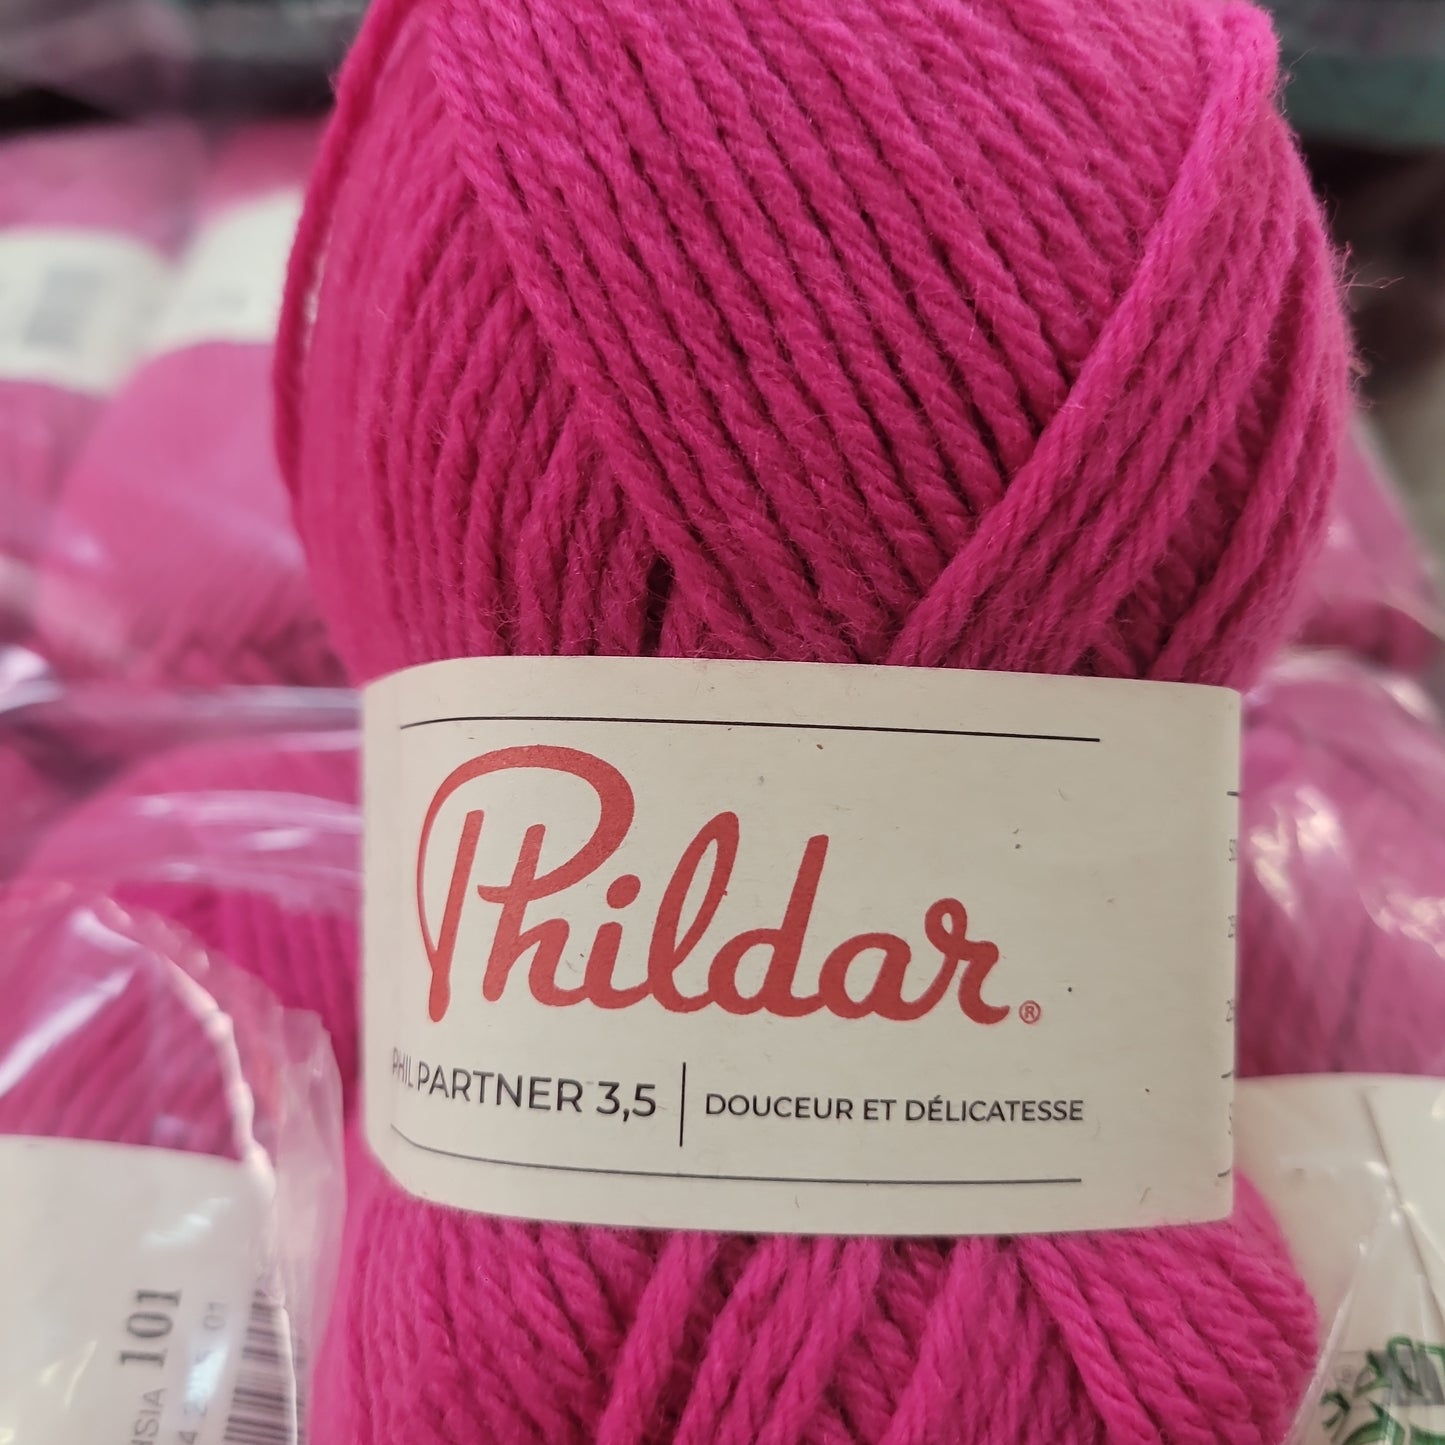 Phildar®
PHIL PARTNER 3,5 | DOUCEUR ET DÉLICATESSE
101